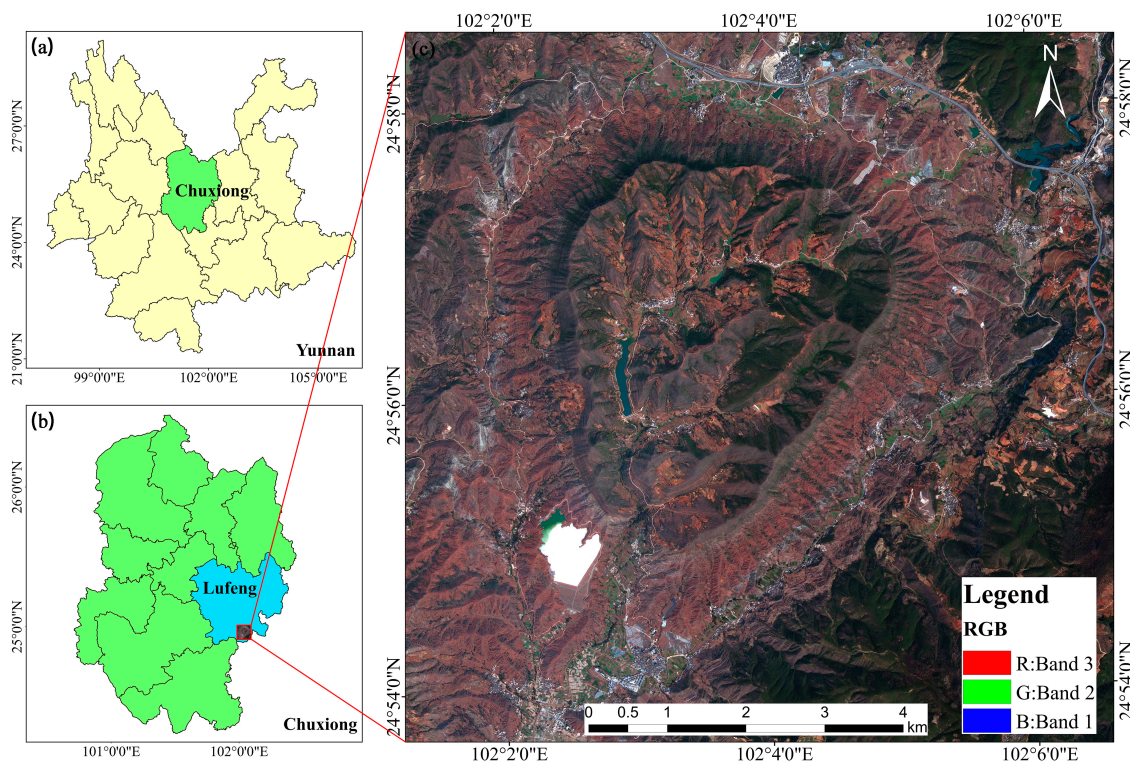 (a)
27°0'0"N
24°0'0"N
21°0'0"N
Chuxiong
Yunnan
99°0'0"E
102°0'0"E
105°0'0"E
(b)
26°0'0"N
25°0'0"N
Lufeng
Chuxiong
101°0'0"E
102°0'0"E
102°2'0"E
102°4'0"E
102°6'0"E
(c)
N
24°58'0"N
24°58'0"N
24°56'0"N
24°56'0"N
24°54'0"N
24°54'0"N
Legend
RGB
R:Band 3
G:Band 2
B:Band 1
0 0.5 1 2 3 4
km
102°2'0"E
102°4'0"E
102°6'0"E